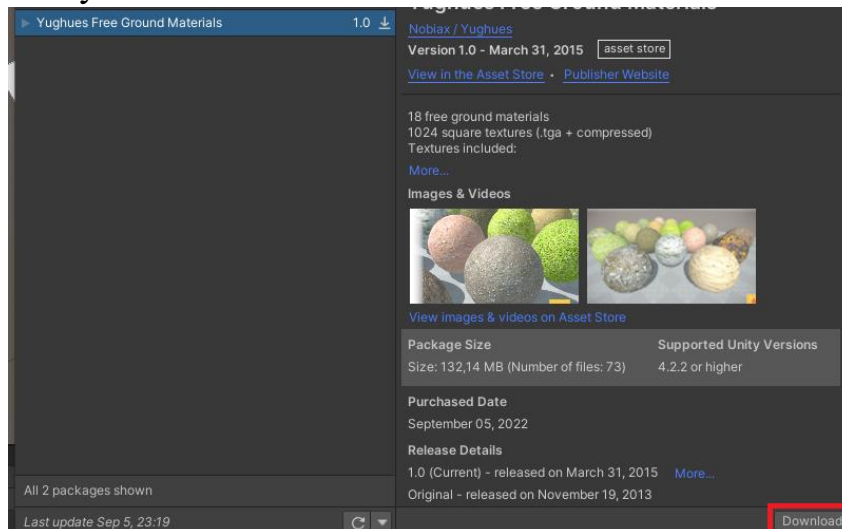 Yughues Free Ground Materials 1.0
All 2 packages shown
Last update Sep 5, 23:19
Yughues Free Ground Materials
Nobiax / Yughues
Version 1.0 - March 31, 2015 asset store
View in the Asset Store • Publisher Website
18 free ground materials
1024 square textures (.tga + compressed)
Textures included:
More...
Images & Videos
View images & videos on Asset Store
Package Size Supported Unity Versions
Size: 132,14 MB (Number of files: 73) 4.2.2 or higher
Purchased Date
September 05, 2022
Release Details
1.0 (Current) - released on March 31, 2015 More...
Original - released on November 19, 2013
Download